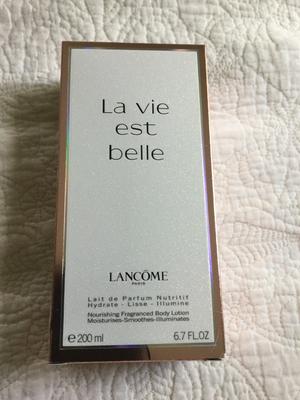 La vie
est
belle
LANCÔME
PARIS
Lait de Parfum Nutritif
Hydrate - Lisse - Illumine
Nourishing Fragranced Body Lotion
Moisturises-Smoothes-Illuminates
e 200 ml 6.7 FL.OZ